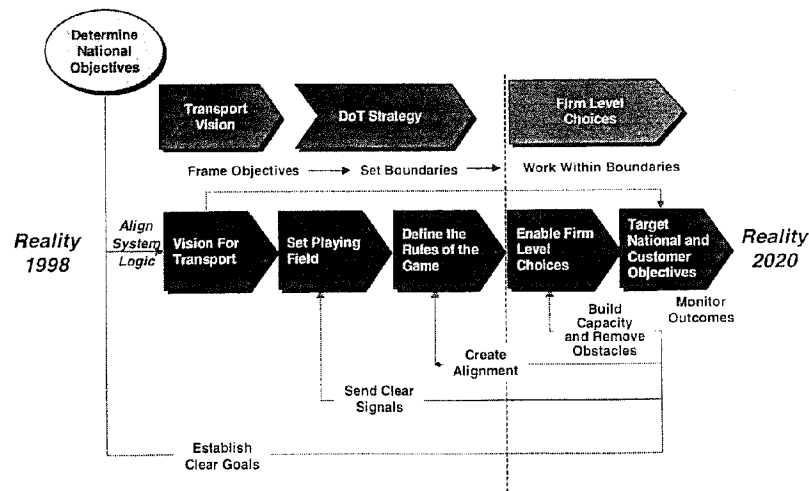 Determine
National
Objectives
Transport
Vision
DoT Strategy
Firm Level
Choices
Frame Objectives
Set Boundaries
Work Within Boundaries
Reality
1998
Align
System
Logic
Vision For
Transport
Set Playing
Field
Define the
Rules of the
Game
Enable Firm
Level
Choices
Target
National and
Customer
Objectives
Reality
2020
Monitor
Outcomes
Build
Capacity
and Remove
Obstacles
Create
Alignment
Send Clear
Signals
Establish
Clear Goals